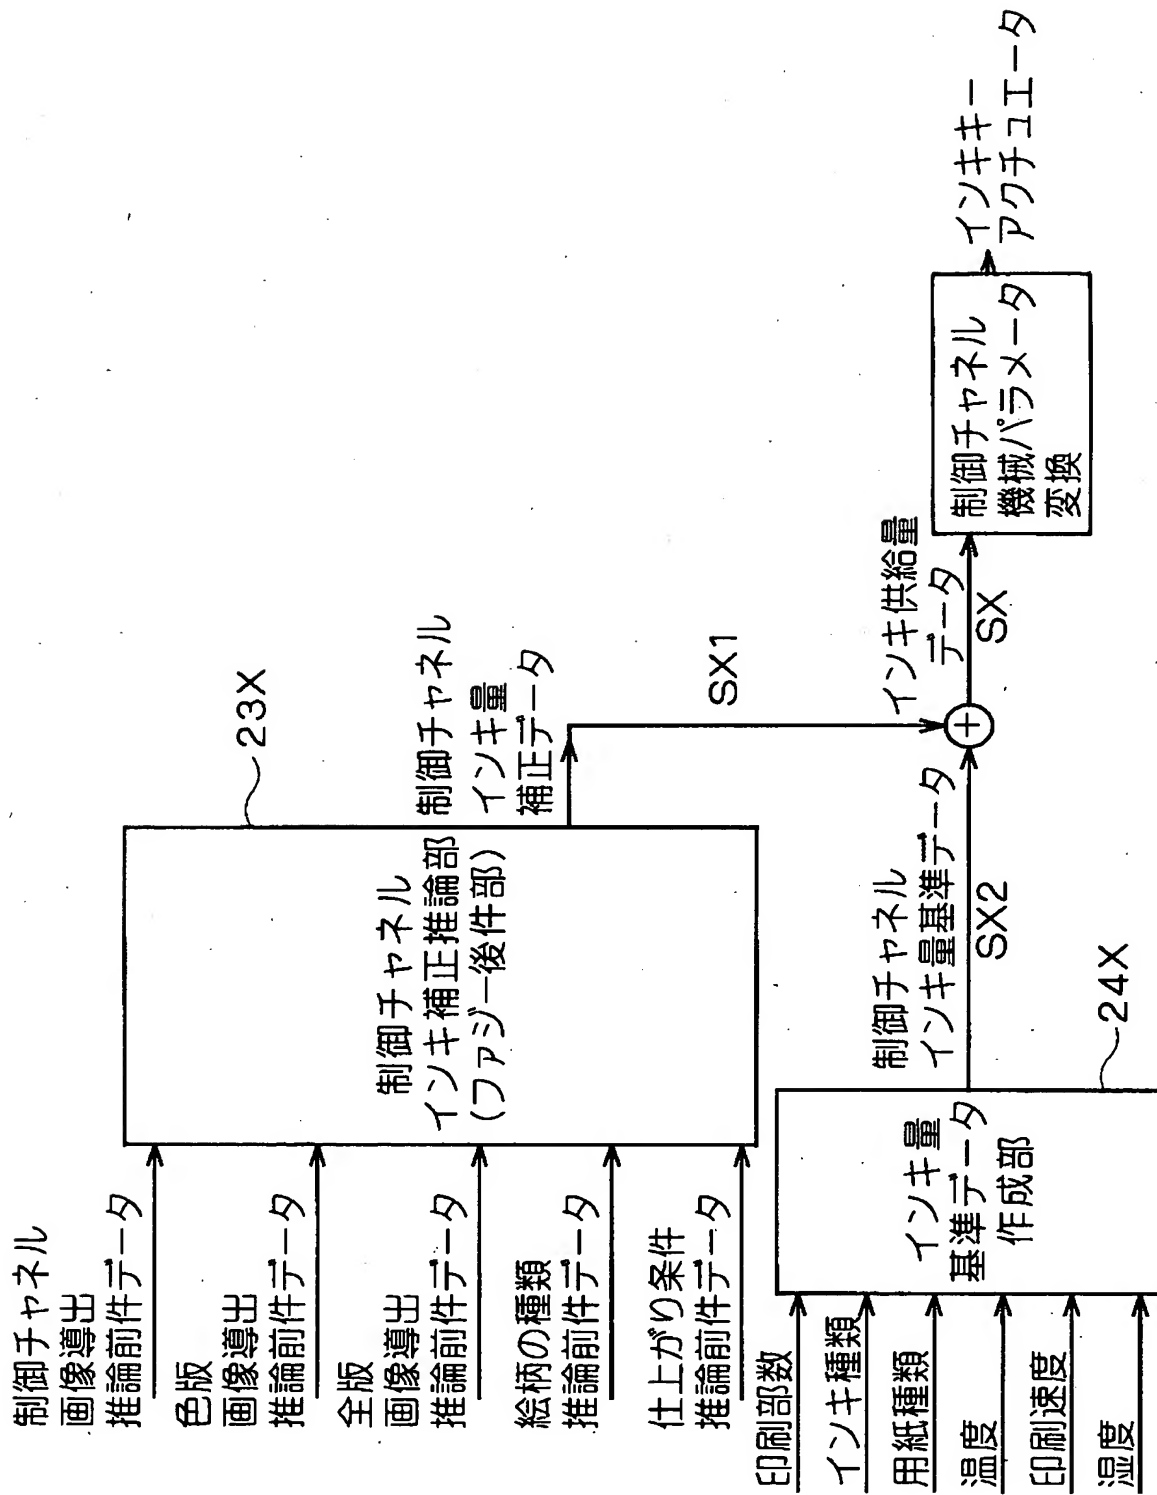 制御チャネル
画像導出
推論前件データ
色版
画像導出
推論前件データ
全版
画像導出
推論前件データ
絵柄の種類
推論前件データ
仕上がり条件
推論前件データ
制御チャネル
インキ補正推論部
(ファジー後件部)
23X
制御チャネル
インキ量
補正データ
SX1
印刷部数
インキ種類
用紙種類
温度
印刷速度
湿度
インキ量
基準データ
作成部
24X
制御チャネル
インキ量基準データ
SX2
+
インキ供給量
データ
SX
制御チャネル
機械パラメータ
変換
インキキー
アクチュエータ